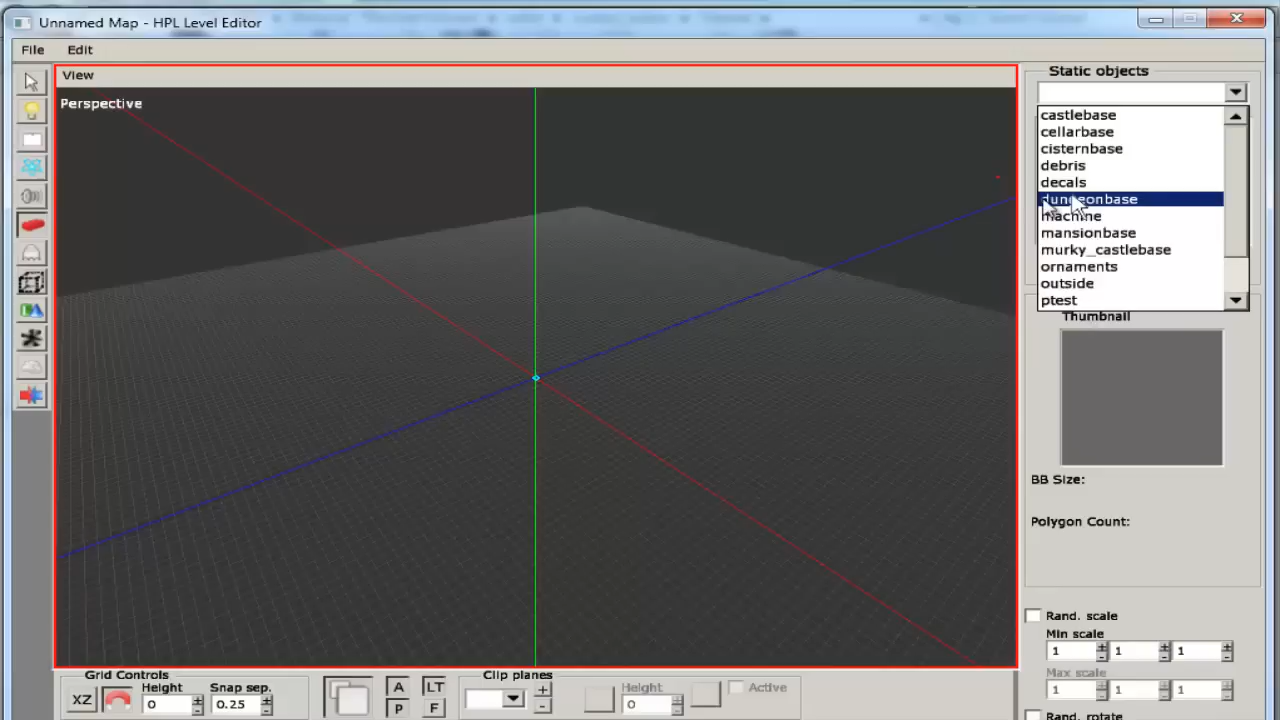 Unnamed Map - HPL Level Editor
File Edit
View
Perspective
Static objects
castlebase
cellarbase
cisternbase
debris
decals
dungeonbase
machine
mansionbase
murky_castlebase
ornaments
outside
ptest
Thumbnail
BB Size:
Polygon Count:
Rand. scale
Min scale
1 1 1
Max scale
1 1 1
Rand. rotate
Grid Controls
XZ
Height
0
Snap sep.
0.25
A
P
LT
F
Clip planes
Height
0
Active